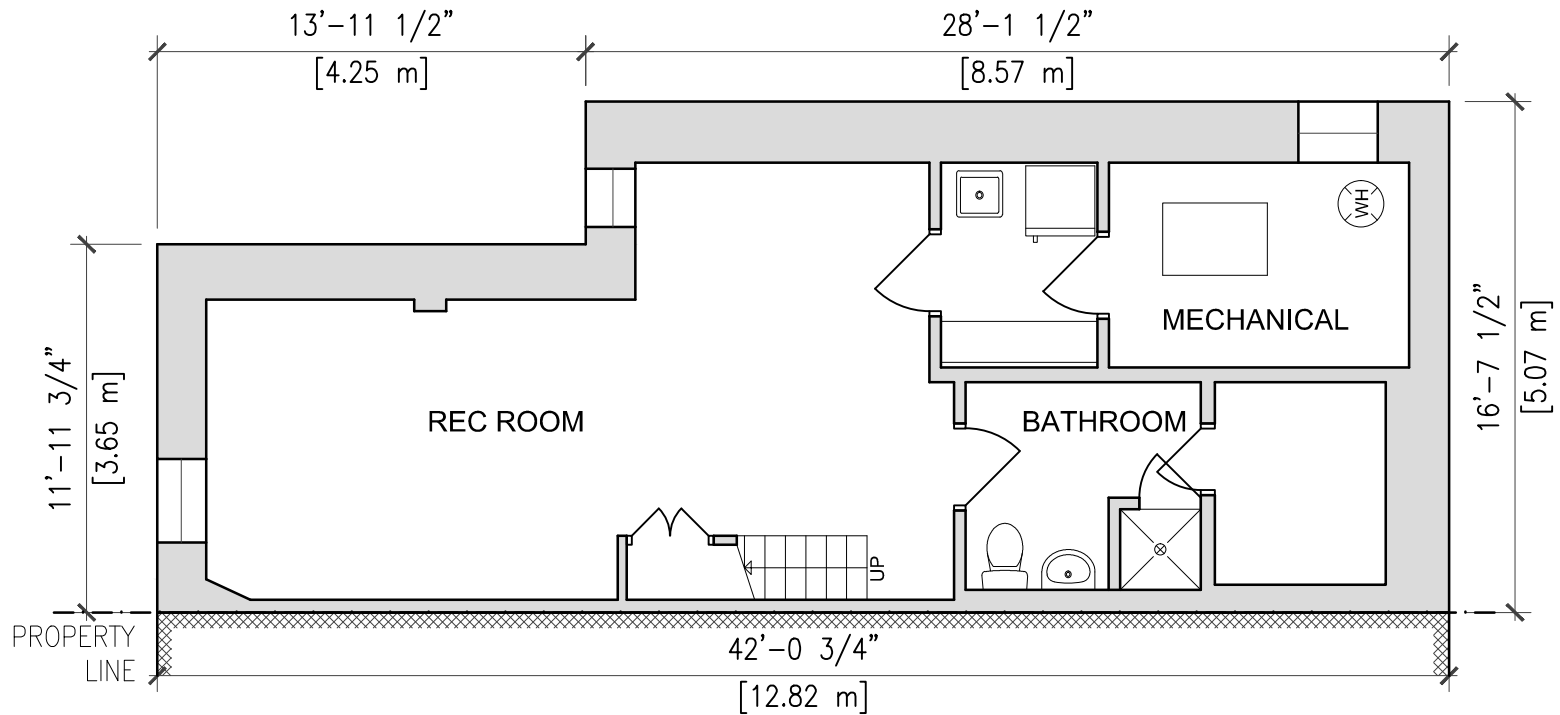 13'-11 1/2"
[4.25 m]
28'-1 1/2"
[8.57 m]
WH
MECHANICAL
11'-11 3/4"
[3.65 m]
REC ROOM
BATHROOM
16'-7 1/2"
[5.07 m]
UP
PROPERTY
LINE
42'-0 3/4"
[12.82 m]